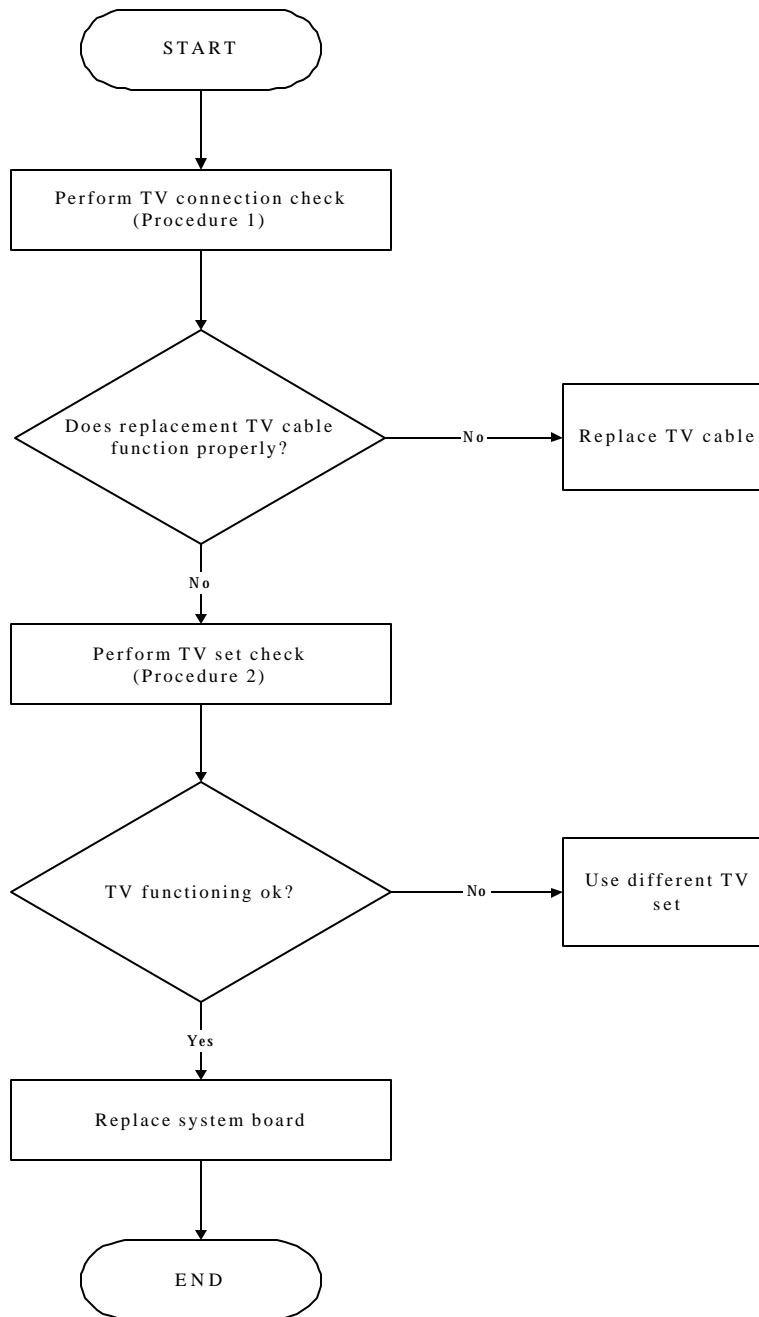 START
Perform TV connection check
(Procedure 1)
Does replacement TV cable
function properly?
No
Replace TV cable
No
Perform TV set check
(Procedure 2)
TV functioning ok?
No
Use different TV
set
Yes
Replace system board
END